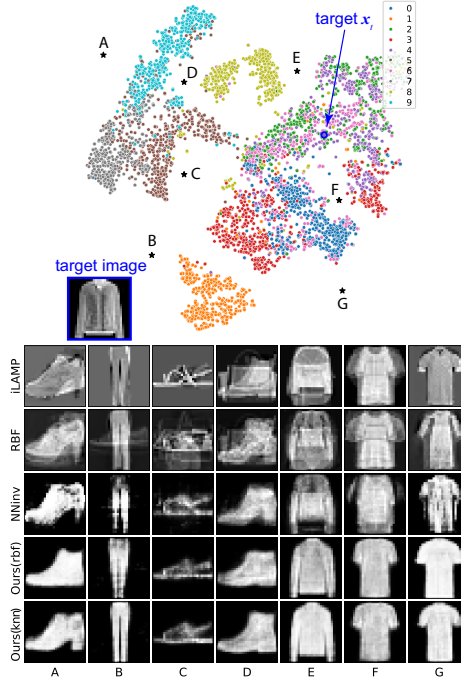 target x_t
0
1
2
3
4
5
6
7
8
9
A
D
E
C
F
B
G
target image
iLAMP
RBF
NNinv
Ours(rbf)
Ours(knn)
A B C D E F G